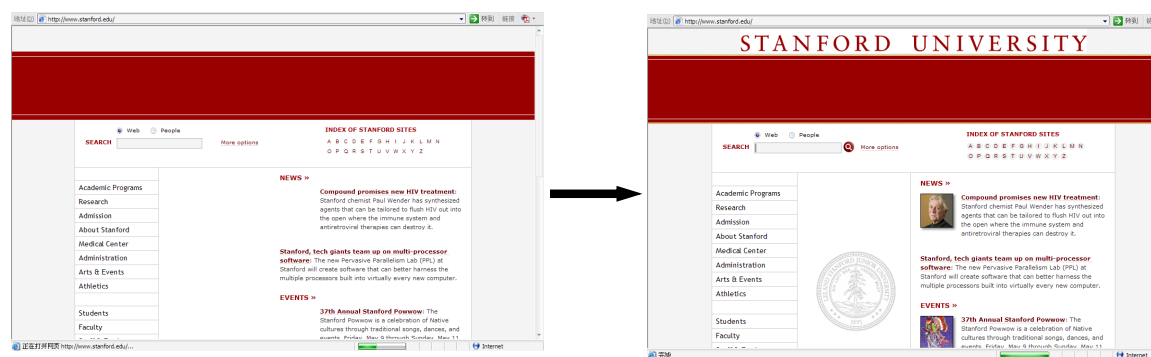 地址(D) http://www.stanford.edu/ 转到 链接
Web People
SEARCH More options
INDEX OF STANFORD SITES
A B C D E F G H I J K L M N
O P Q R S T U V W X Y Z
Academic Programs
Research
Admission
About Stanford
Medical Center
Administration
Arts & Events
Athletics
Students
Faculty
NEWS »
Compound promises new HIV treatment:
Stanford chemist Paul Wender has synthesized
agents that can be tailored to flush HIV out into
the open where the immune system and
antiretroviral therapies can destroy it.
Stanford, tech giants team up on multi-processor
software: The new Pervasive Parallelism Lab (PPL) at
Stanford will create software that can better harness the
multiple processors built into virtually every new computer.
EVENTS »
37th Annual Stanford Powwow: The
Stanford Powwow is a celebration of Native
cultures through traditional songs, dances, and
events. Friday, May 9 through Sunday, May 11
正在打开网页 http://www.stanford.edu/... Internet
地址(D) http://www.stanford.edu/ 转到
STANFORD UNIVERSITY
Web People
SEARCH More options
INDEX OF STANFORD SITES
A B C D E F G H I J K L M N
O P Q R S T U V W X Y Z
Academic Programs
Research
Admission
About Stanford
Medical Center
Administration
Arts & Events
Athletics
Students
Faculty
NEWS »
Compound promises new HIV treatment:
Stanford chemist Paul Wender has synthesized
agents that can be tailored to flush HIV out into
the open where the immune system and
antiretroviral therapies can destroy it.
Stanford, tech giants team up on multi-processor
software: The new Pervasive Parallelism Lab (PPL) at
Stanford will create software that can better harness the
multiple processors built into virtually every new computer.
EVENTS »
37th Annual Stanford Powwow: The
Stanford Powwow is a celebration of Native
cultures through traditional songs, dances, and
events. Friday, May 9 through Sunday, May 11
完毕 Internet